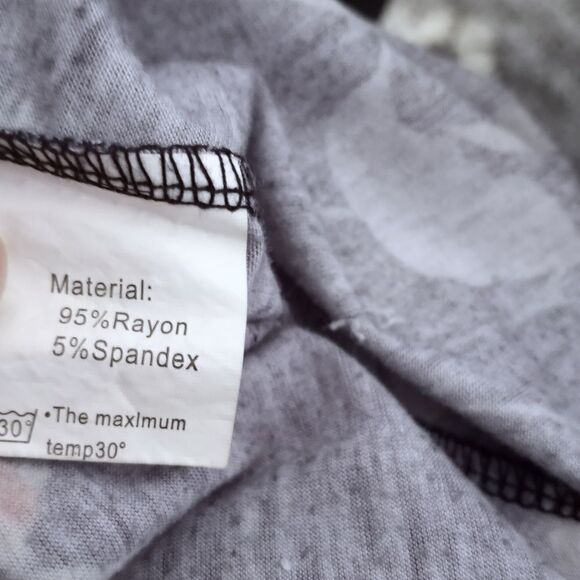 Material:
95%Rayon
5%Spandex
30° •The maxlmum
temp30°